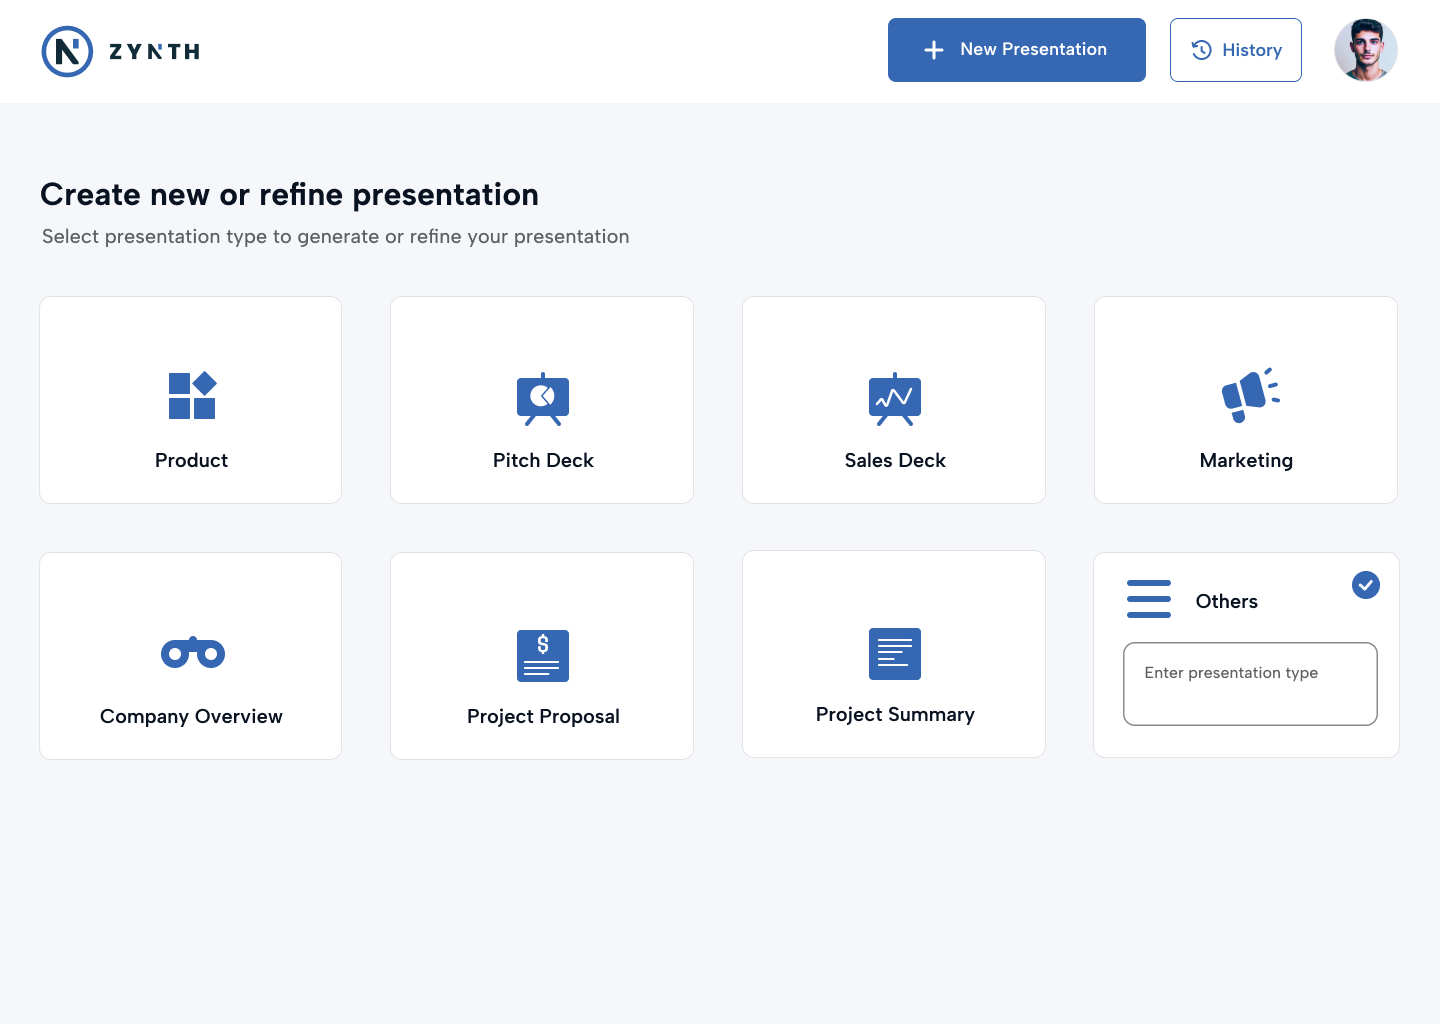 ZYNTH
New Presentation
History
Create new or refine presentation
Select presentation type to generate or refine your presentation
Product
Pitch Deck
Sales Deck
Marketing
Company Overview
$
Project Proposal
Project Summary
Others
Enter presentation type